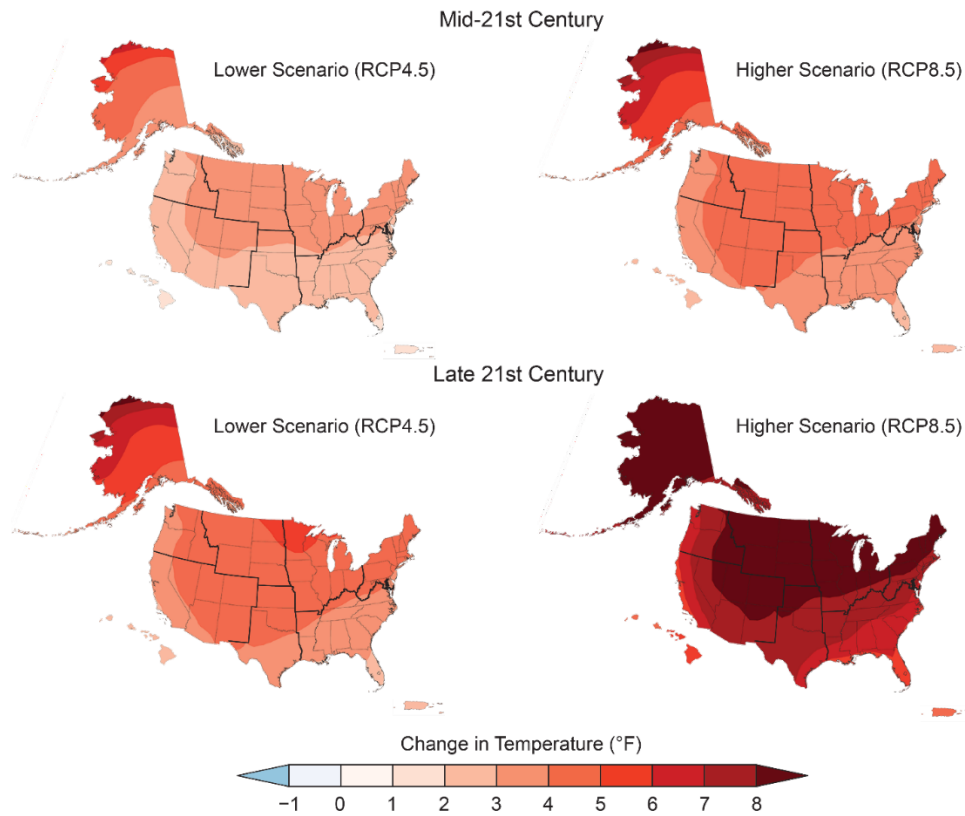 Mid-21st Century
Lower Scenario (RCP4.5)
Higher Scenario (RCP8.5)
Late 21st Century
Lower Scenario (RCP4.5)
Higher Scenario (RCP8.5)
Change in Temperature (°F)
−1 0 1 2 3 4 5 6 7 8